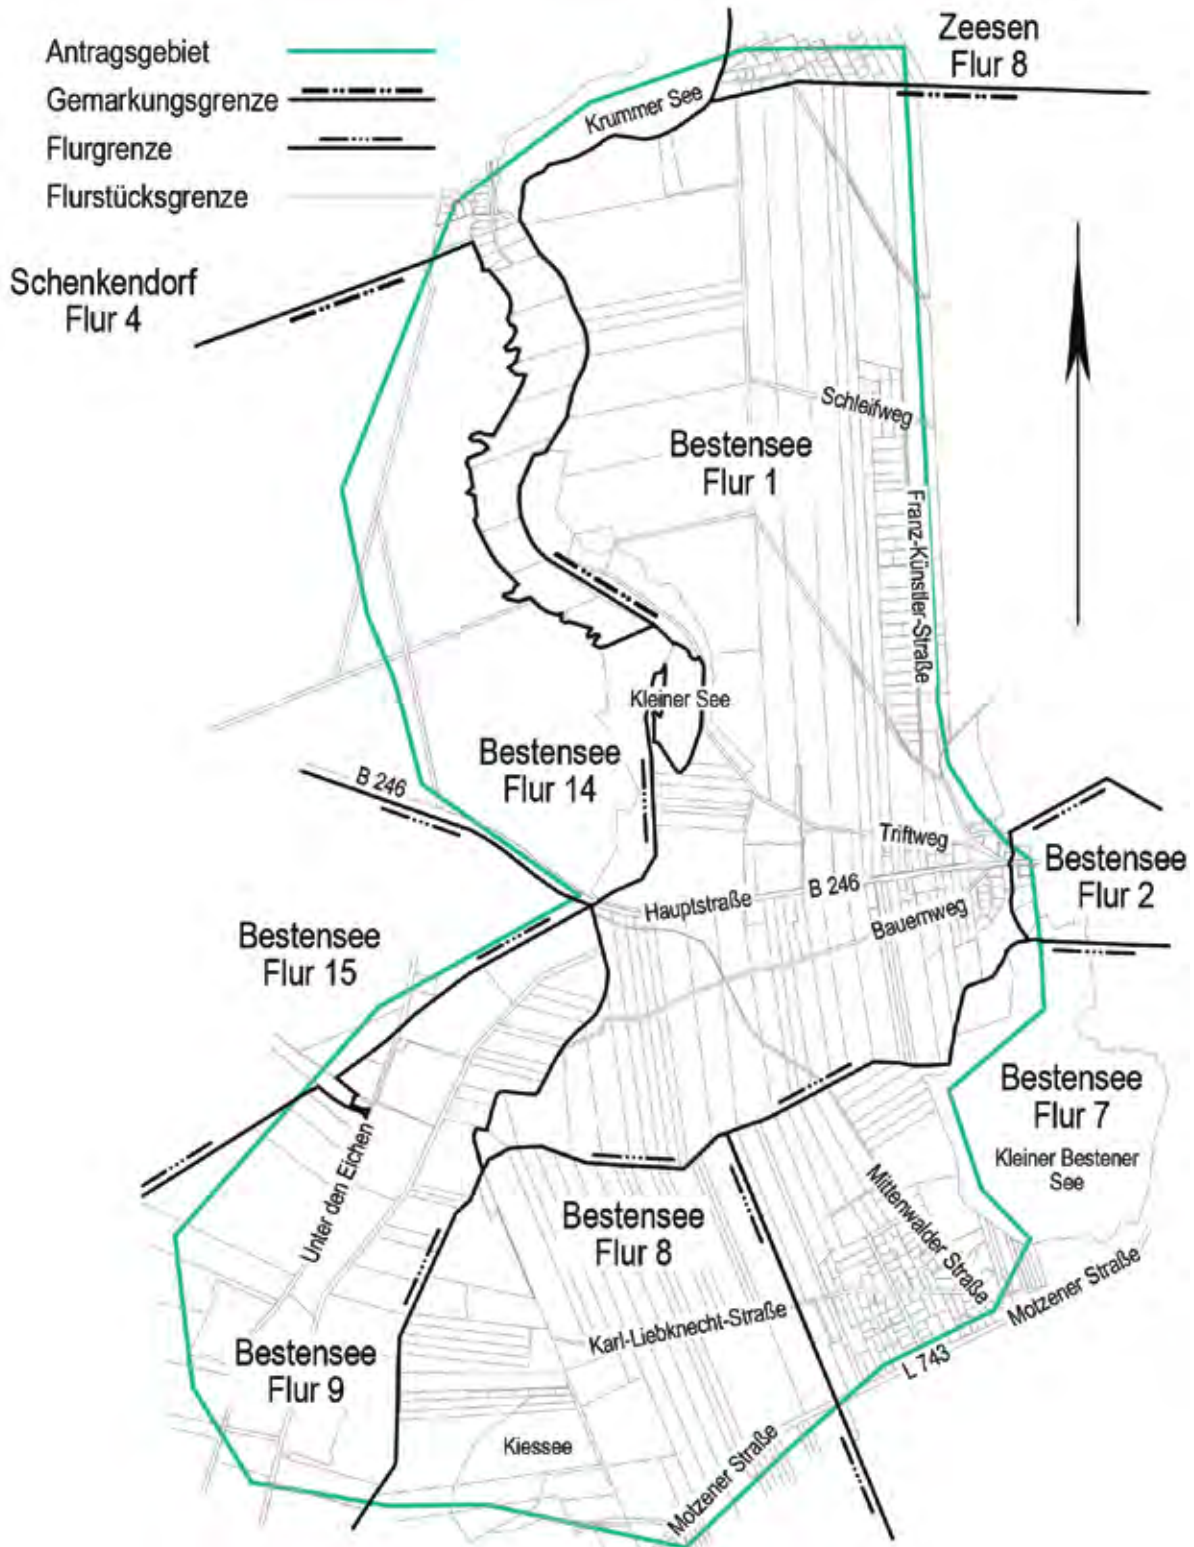 Antragsgebiet
Gemarkungsgrenze
Flurgrenze
Flurstücksgrenze
Zeesen
Flur 8
Krummer See
Schenkendorf
Flur 4
Schleifweg
Bestensee
Flur 1
Franz-Künstler-Straße
Kleiner See
Bestensee
Flur 14
B 246
Triftweg
Bestensee
Flur 2
Hauptstraße
B 246
Bauernweg
Bestensee
Flur 15
Bestensee
Flur 7
Kleiner Bestener
See
Unter den Eichen
Mittenwalder Straße
Bestensee
Flur 8
Motzener Straße
Karl-Liebknecht-Straße
L 743
Bestensee
Flur 9
Kiessee
Motzener Straße